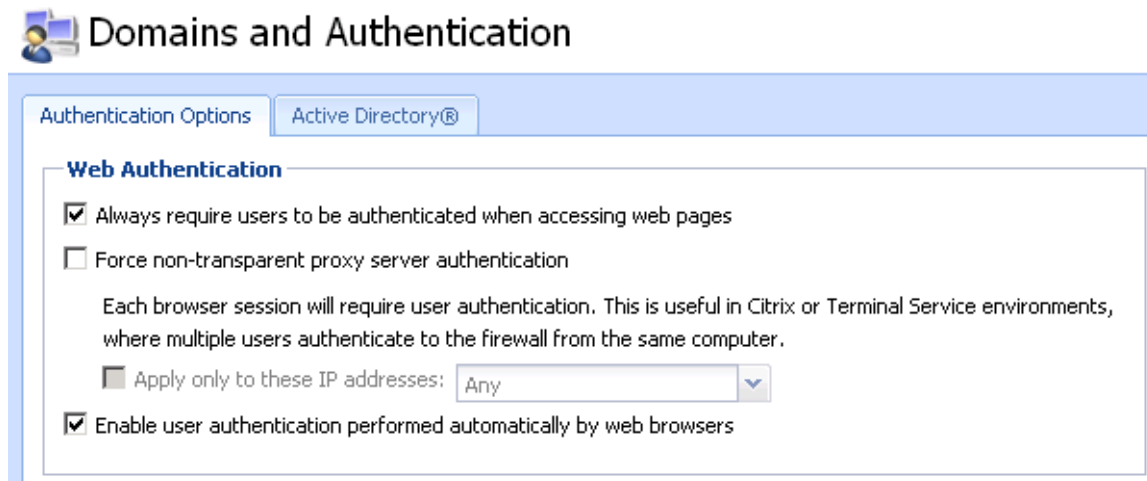 Domains and Authentication
Authentication Options
Active Directory®
Web Authentication
Always require users to be authenticated when accessing web pages
Force non-transparent proxy server authentication
Each browser session will require user authentication. This is useful in Citrix or Terminal Service environments,
where multiple users authenticate to the firewall from the same computer.
Apply only to these IP addresses: Any
Enable user authentication performed automatically by web browsers